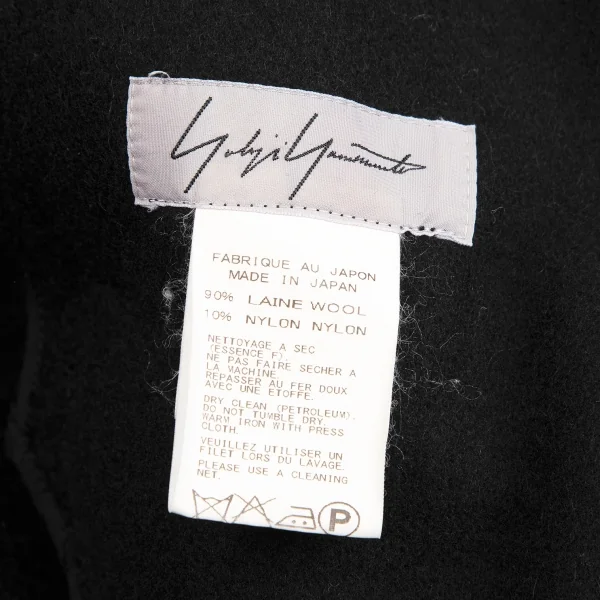 Yohji Yamamoto
FABRIQUE AU JAPON
MADE IN JAPAN
90% LAINE WOOL
10% NYLON NYLON
NETTOYAGE A SEC
(ESSENCE F).
NE PAS FAIRE SECHER A
LA MACHINE.
REPASSER AU FER DOUX
AVEC UNE ETOFFE.
DRY CLEAN (PETROLEUM).
DO NOT TUMBLE DRY.
WARM IRON WITH PRESS
CLOTH.
VEUILLEZ UTILISER UN
FILET LORS DU LAVAGE.
PLEASE USE A CLEANING
NET.
P